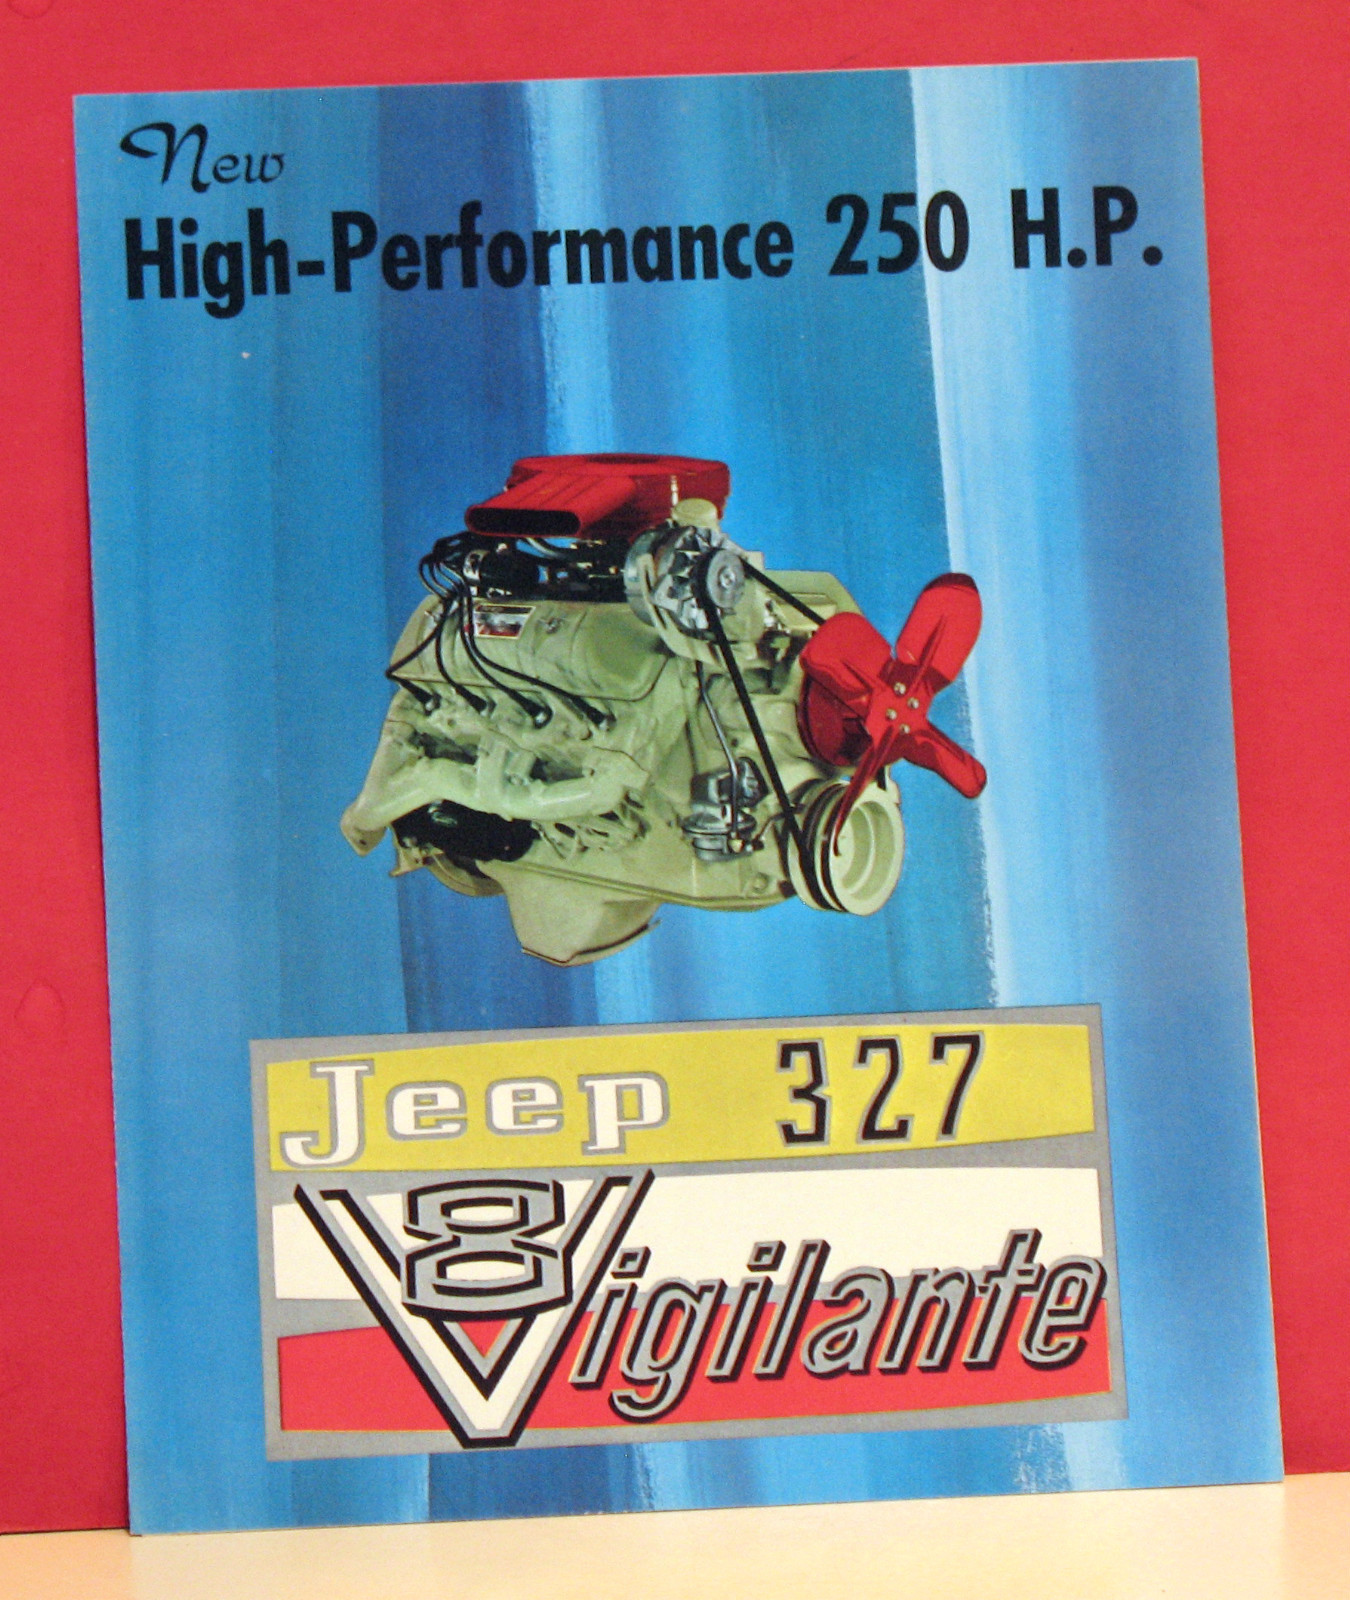 New
High-Performance 250 H.P.
Jeep 327
V8
Vigilante